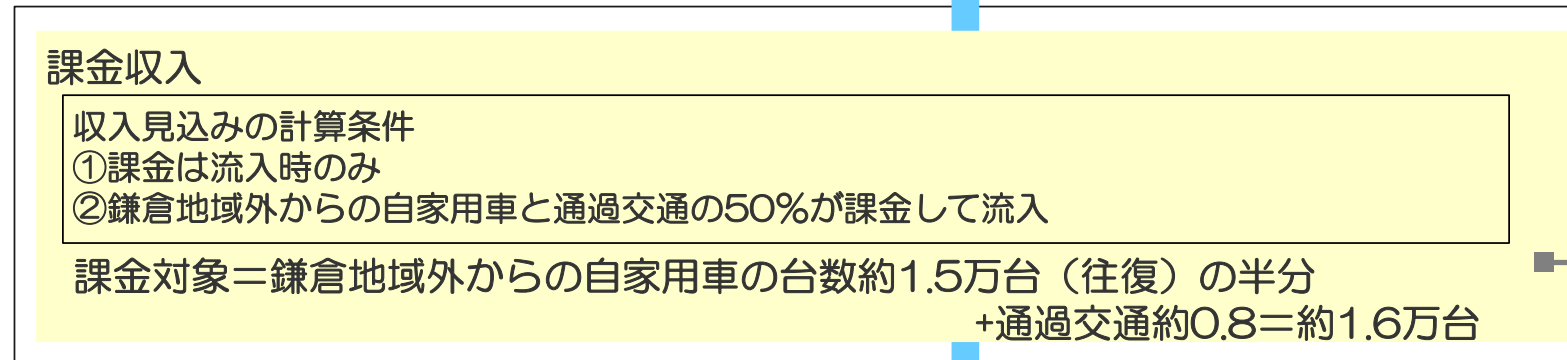 課金収入
収入見込みの計算条件
①課金は流入時のみ
②鎌倉地域外からの自家用車と通過交通の50%が課金して流入
課金対象＝鎌倉地域外からの自家用車の台数約1.5万台（往復）の半分
+通過交通約0.8＝約1.6万台